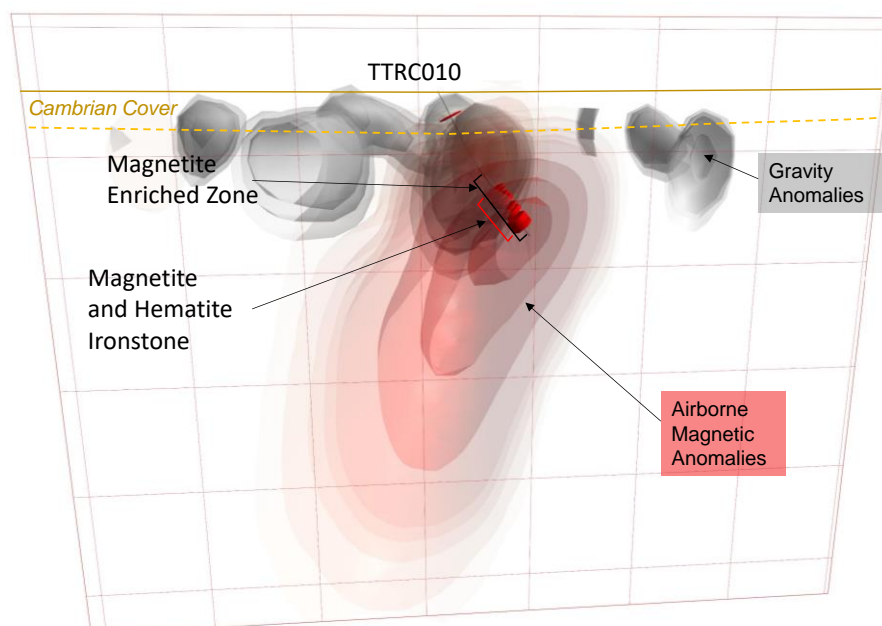 TTRC010
Cambrian Cover
Magnetite
Enriched Zone
Gravity
Anomalies
Magnetite
and Hematite
Ironstone
Airborne
Magnetic
Anomalies